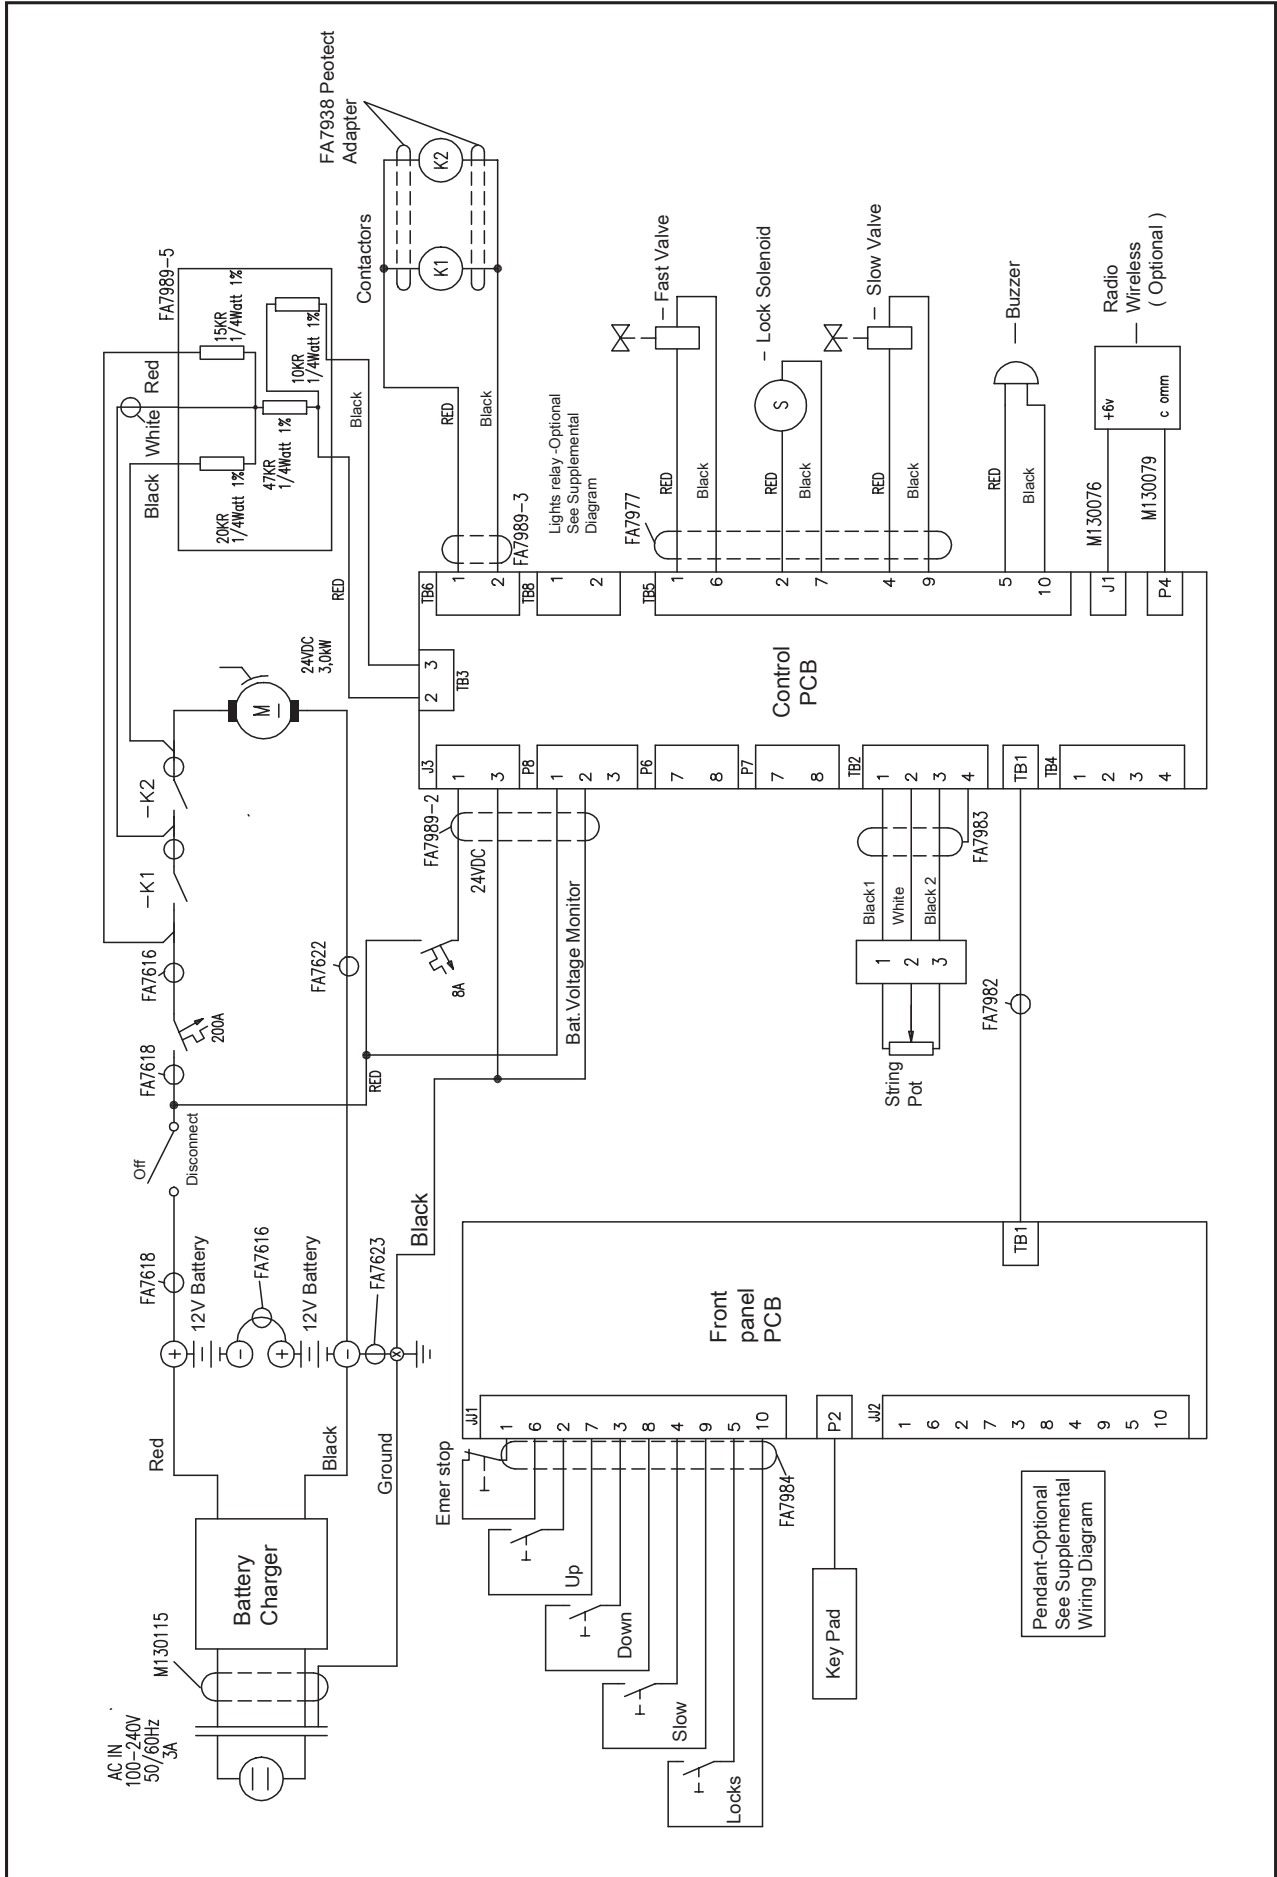 AC IN
100-240V
50/60Hz
3A
M130115
Battery
Charger
Red
Black
Ground
FA7618
12V Battery
FA7616
12V Battery
FA7623
Black
+
-
+
-
Off
Disconnect
FA7618
200A
FA7616
FA7622
RED
8A
-K1
-K2
24VDC
3,0kW
M
Black
White
Red
FA7989-5
20KR
1/4Watt 1%
47KR
1/4Watt 1%
15KR
1/4Watt 1%
10KR
1/4Watt 1%
RED
Black
FA7938 Peotect
Adapter
Contactors
K1
K2
RED
Black
FA7989-3
Lights relay -Optional
See Supplemental
Diagram
FA7977
RED
Black
Fast Valve
RED
Black
S
Lock Solenoid
RED
Black
Slow Valve
RED
Black
Buzzer
M130076
M130079
+6v
c omm
Radio
Wireless
( Optional )
Control
PCB
TB6
1
2
TB8
1
2
TB5
1
6
2
7
4
9
5
10
J1
P4
2
3
TB3
J3
1
3
P8
1
2
3
P6
7
8
P7
7
8
TB2
1
2
3
4
TB1
TB4
1
2
3
4
FA7989-2
24VDC
Bat.Voltage Monitor
Black1
White
Black 2
FA7983
1
2
3
String
Pot
FA7982
Front
panel
PCB
TB1
JJ1
1
6
2
7
3
8
4
9
5
10
P2
JJ2
1
6
2
7
3
8
4
9
5
10
Emer stop
Up
Down
Slow
Locks
FA7984
Key Pad
Pendant-Optional
See Supplemental
Wiring Diagram